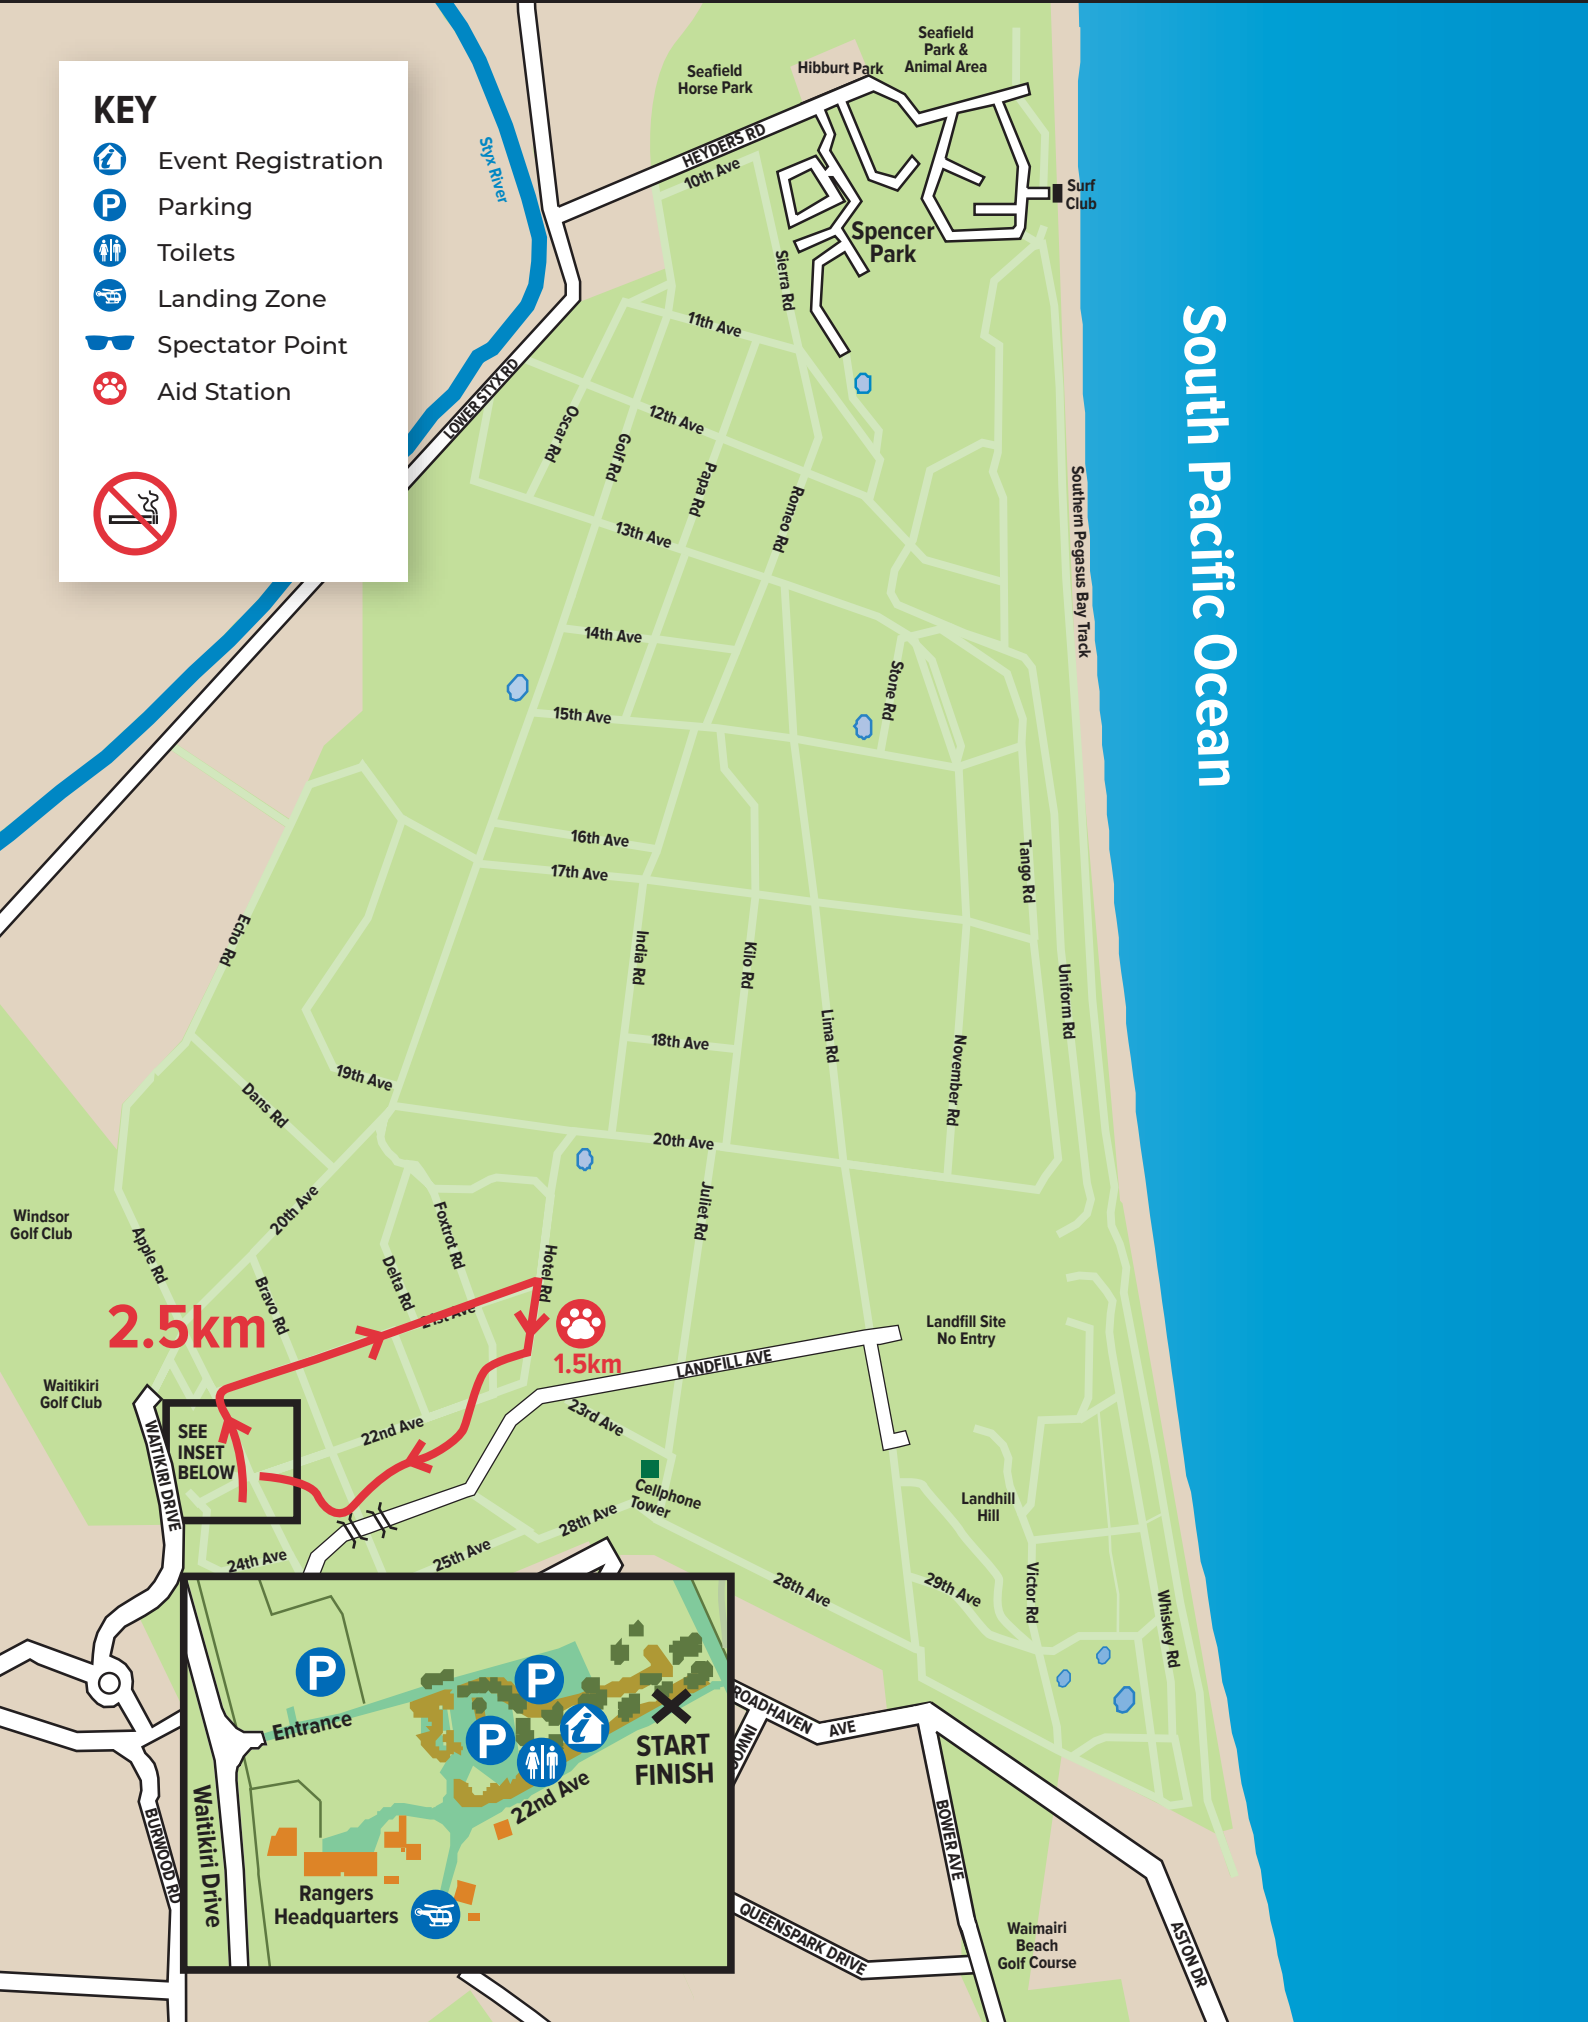 KEY
Event Registration
Parking
Toilets
Landing Zone
Spectator Point
Aid Station
Styx River
Seafield
Horse Park
Hibburt Park
Seafield
Park &
Animal Area
HEYDERS RD
10th Ave
Surf
Club
Spencer
Park
Sierra Rd
11th Ave
LOWER STYX RD
Oscar Rd
Golf Rd
12th Ave
Papa Rd
Romeo Rd
13th Ave
Southern Pegasus Bay Track
South Pacific Ocean
14th Ave
Stone Rd
15th Ave
16th Ave
17th Ave
Tango Rd
Echo Rd
India Rd
Kilo Rd
Lima Rd
Uniform Rd
18th Ave
November Rd
19th Ave
Dans Rd
20th Ave
20th Ave
Juliet Rd
Windsor
Golf Club
Apple Rd
Foxtrot Rd
Delta Rd
Hotel Rd
Bravo Rd
21st Ave
2.5km
1.5km
Landfill Site
No Entry
LANDFILL AVE
Waitikiri
Golf Club
WAITIKIRI DRIVE
SEE
INSET
BELOW
22nd Ave
23rd Ave
Cellphone
Tower
Landhill
Hill
24th Ave
25th Ave
28th Ave
28th Ave
29th Ave
Victor Rd
Whiskey Rd
P
P
P
Entrance
START
FINISH
22nd Ave
Waitikiri Drive
Rangers
Headquarters
BURWOOD RD
ROADHAVEN AVE
BOWER AVE
QUEENSPARK DRIVE
Waimairi
Beach
Golf Course
ASTON DR